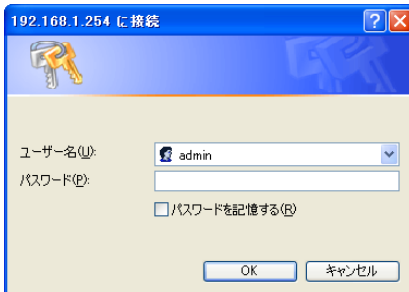 192.168.1.254 に接続
ユーザー名(U):
admin
パスワード(P):
パスワードを記憶する(R)
OK
キャンセル